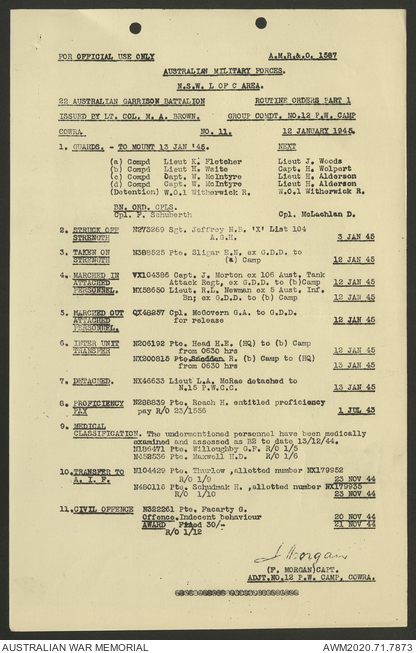 FOR OFFICIAL USE ONLY A.M.R.&.O. 1587
AUSTRALIAN MILITARY FORCES.
N.S.W. L OF C AREA.
22 AUSTRALIAN GARRISON BATTALION ROUTINE ORDERS PART 1
ISSUED BY LT. COL. M. A. BROWN. GROUP COMDT. NO.12 P.W. CAMP
COWRA NO. 11. 12 JANUARY 1945.
1. GUARDS. - TO MOUNT 13 JAN '45. NEXT
(a) Compd Lieut K. Fletcher Lieut J. Woods
(b) Compd Lieut H. Waite Capt. H. Wolpert
(c) Compd Capt. W. McIntyre Lieut H. Alderson
(d) Compd Capt. W. McIntyre Lieut H. Alderson
(Detention) W.O.1 Witherwick R. W.O.1 Witherwick R.
BN. ORD. CPLS.
Cpl. P. Schuberth Cpl. McLachlan D.
2. STRUCK OFF N273269 Sgt. Jeffrey N.B. 'X' List 104
STRENGTH A.G.H. 3 JAN 45
3. TAKEN ON N388525 Pte. Sligar R.N. ex G.D.D. to
STRENGTH (a) Camp 12 JAN 45
4. MARCHED IN VX104386 Capt. J. Morton ex 106 Aust. Tank
ATTACHED Attack Regt, ex G.D.D. to (b)Camp 12 JAN 45
PERSONNEL. MX58650 Lieut. R.L. Newman ex 5 Aust. Inf.
Bn; ex G.D.D. to (b) Camp 12 JAN 45
5. MARCHED OUT QX48257 Cpl. McGovern G.A. to G.D.D.
ATTACHED for release 12 JAN 45
PERSONNEL.
6. INTER UNIT N206192 Pte. Head H.E. (HQ) to (b) Camp
TRANSFER from 0630 hrs 12 JAN 45
NX200815 Pte. R. (b) Camp to (HQ)
from 0630 hrs 13 JAN 45
7. DETACHED. NX46633 Lieut L.A. McRae detached to
N.15 P.W.C.C. 13 JAN 45
8. PROFICIENCY N288839 Pte. Roach H. entitled proficiency
PAY pay R/O 23/1556 1 JUL 43
9. MEDICAL
CLASSIFICATION. The undermentioned personnel have been medically
examined and assessed as B2 to date 13/12/44.
N186471 Pte. Willoughby G.F. R/O 1/5
N358536 Pte. Maxwell H.D. R/O 1/6
10. TRANSFER TO N104429 Pte. Thurlow ,allotted number NX179952
A. I. F. R/O 1/9 23 NOV 44
N480116 Pte. Schudmak H. ,allotted number NX179935
R/O 1/10 23 NOV 44
11. CIVIL OFFENCE N322261 Pte. Facarty G.
Offence. Indecent behaviour 20 NOV 44
AWARD Fined 30/- 21 NOV 44
R/O 1/12
(F. MORGAN)CAPT.
ADJT.NO.12 P.W. CAMP. COWRA.
AUSTRALIAN WAR MEMORIAL AWM2020.71.7873